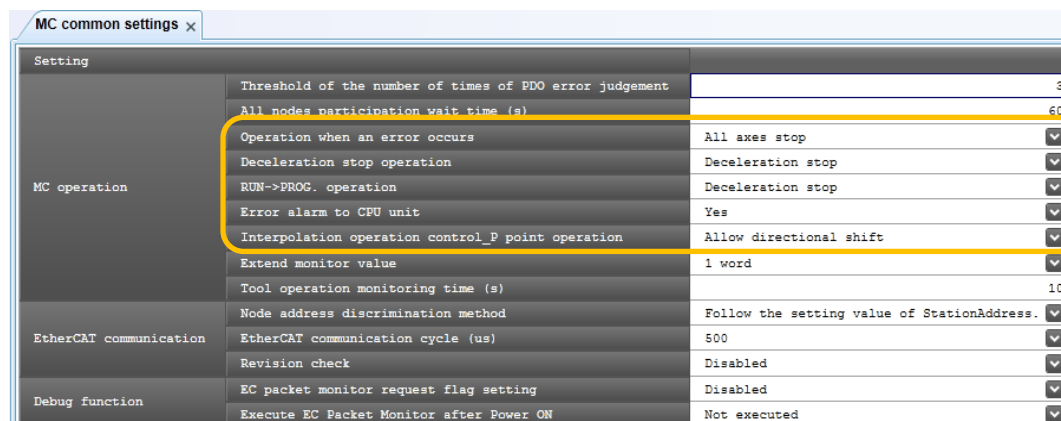 MC common settings ×
Setting
Threshold of the number of times of PDO error judgement 3
All nodes participation wait time (s) 60
Operation when an error occurs All axes stop
Deceleration stop operation Deceleration stop
MC operation RUN->PROG. operation Deceleration stop
Error alarm to CPU unit Yes
Interpolation operation control_P point operation Allow directional shift
Extend monitor value 1 word
Tool operation monitoring time (s) 10
Node address discrimination method Follow the setting value of StationAddress.
EtherCAT communication EtherCAT communication cycle (us) 500
Revision check Disabled
EC packet monitor request flag setting Disabled
Debug function
Execute EC Packet Monitor after Power ON Not executed